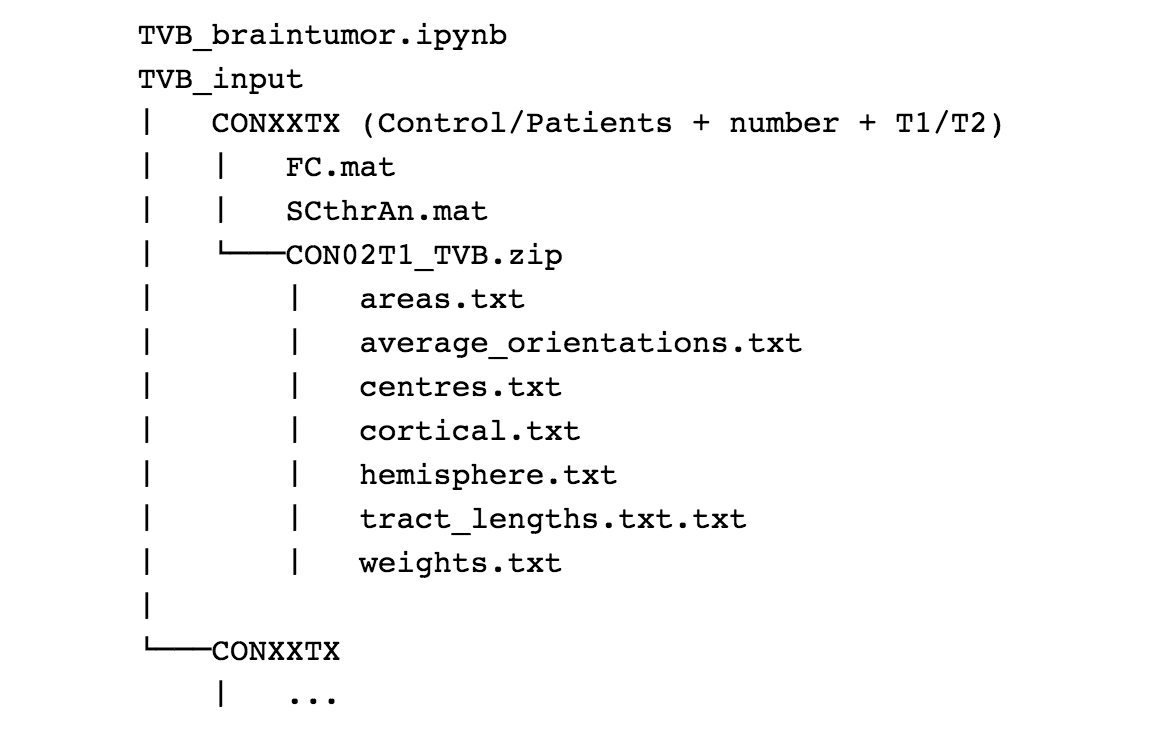 TVB_braintumor.ipynb
TVB_input
|   CONXXTX (Control/Patients + number + T1/T2)
|   |   FC.mat
|   |   SCthrAn.mat
|   └───CON02T1_TVB.zip
|       |   areas.txt
|       |   average_orientations.txt
|       |   centres.txt
|       |   cortical.txt
|       |   hemisphere.txt
|       |   tract_lengths.txt.txt
|       |   weights.txt
|
└───CONXXTX
    |   ...